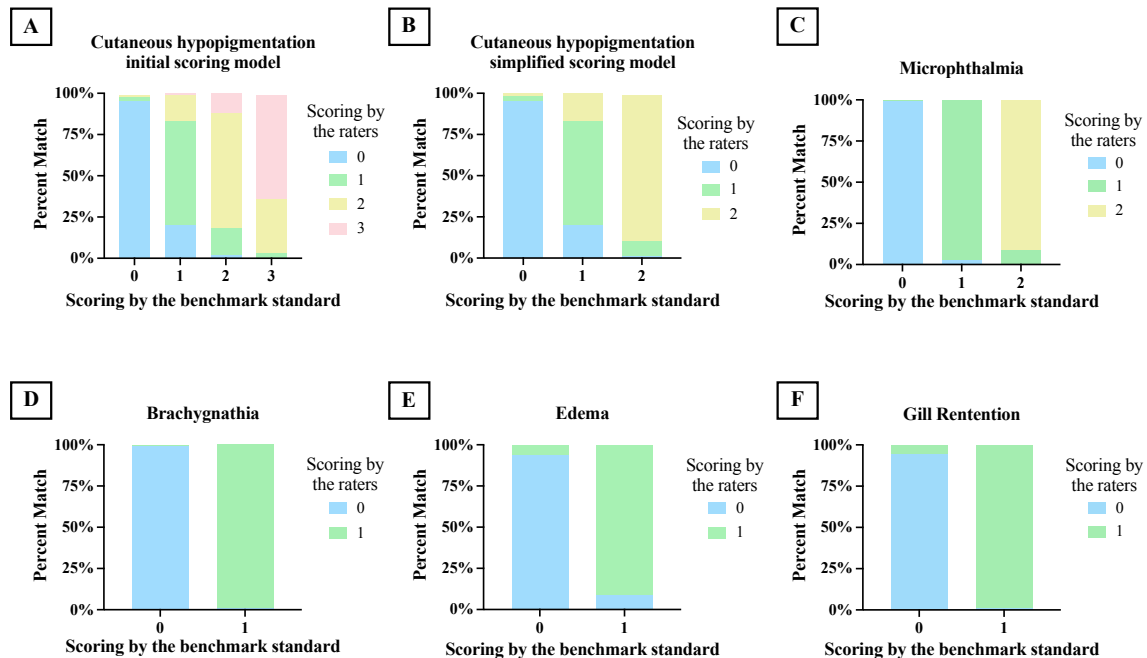 A
Cutaneous hypopigmentation
initial scoring model
Percent Match
100%
75%
50%
25%
0%
0 1 2 3
Scoring by the benchmark standard
Scoring by
the raters
0
1
2
3
B
Cutaneous hypopigmentation
simplified scoring model
Percent Match
100%
75%
50%
25%
0%
0 1 2
Scoring by the benchmark standard
Scoring by
the raters
0
1
2
C
Microphthalmia
Percent Match
100%
75%
50%
25%
0%
0 1 2
Scoring by the benchmark standard
Scoring by
the raters
0
1
2
D
Brachygnathia
Percent Match
100%
75%
50%
25%
0%
0 1
Scoring by the benchmark standard
Scoring by
the raters
0
1
E
Edema
Percent Match
100%
75%
50%
25%
0%
0 1
Scoring by the benchmark standard
Scoring by
the raters
0
1
F
Gill Rentention
Percent Match
100%
75%
50%
25%
0%
0 1
Scoring by the benchmark standard
Scoring by
the raters
0
1